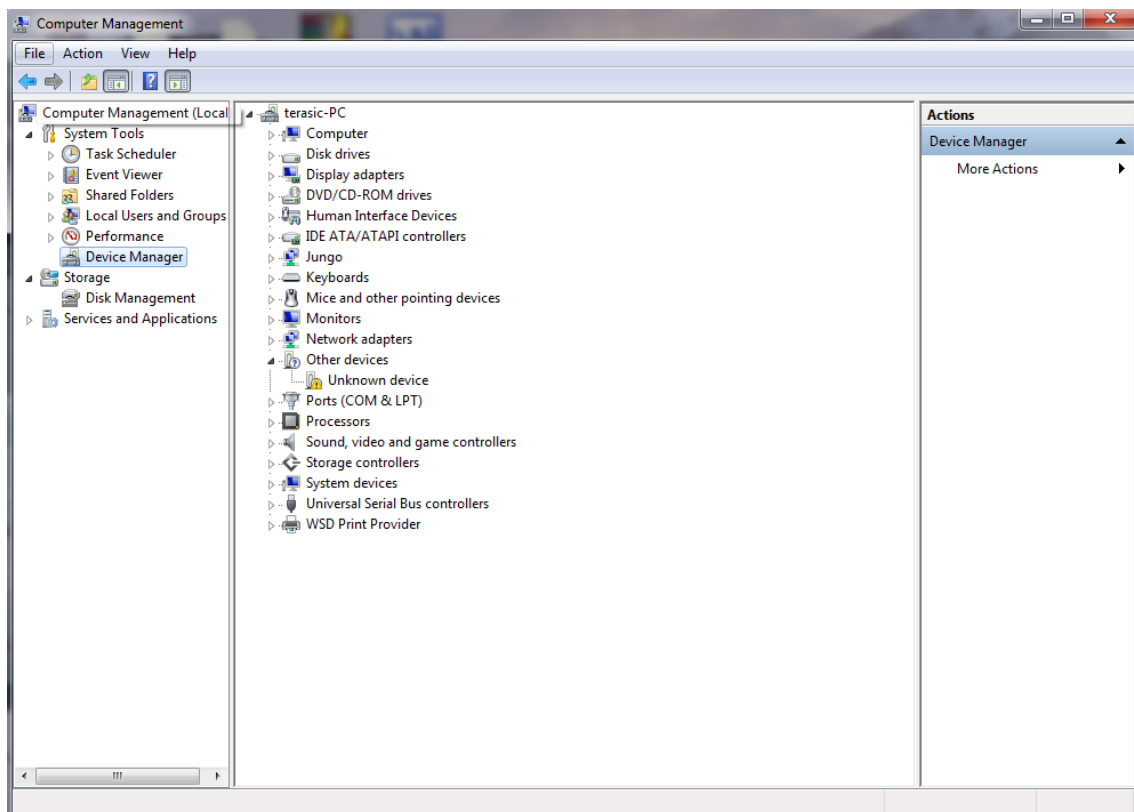 Computer Management
File Action View Help
Computer Management (Local
System Tools
Task Scheduler
Event Viewer
Shared Folders
Local Users and Groups
Performance
Device Manager
Storage
Disk Management
Services and Applications
terasic-PC
Computer
Disk drives
Display adapters
DVD/CD-ROM drives
Human Interface Devices
IDE ATA/ATAPI controllers
Jungo
Keyboards
Mice and other pointing devices
Monitors
Network adapters
Other devices
Unknown device
Ports (COM & LPT)
Processors
Sound, video and game controllers
Storage controllers
System devices
Universal Serial Bus controllers
WSD Print Provider
Actions
Device Manager
More Actions